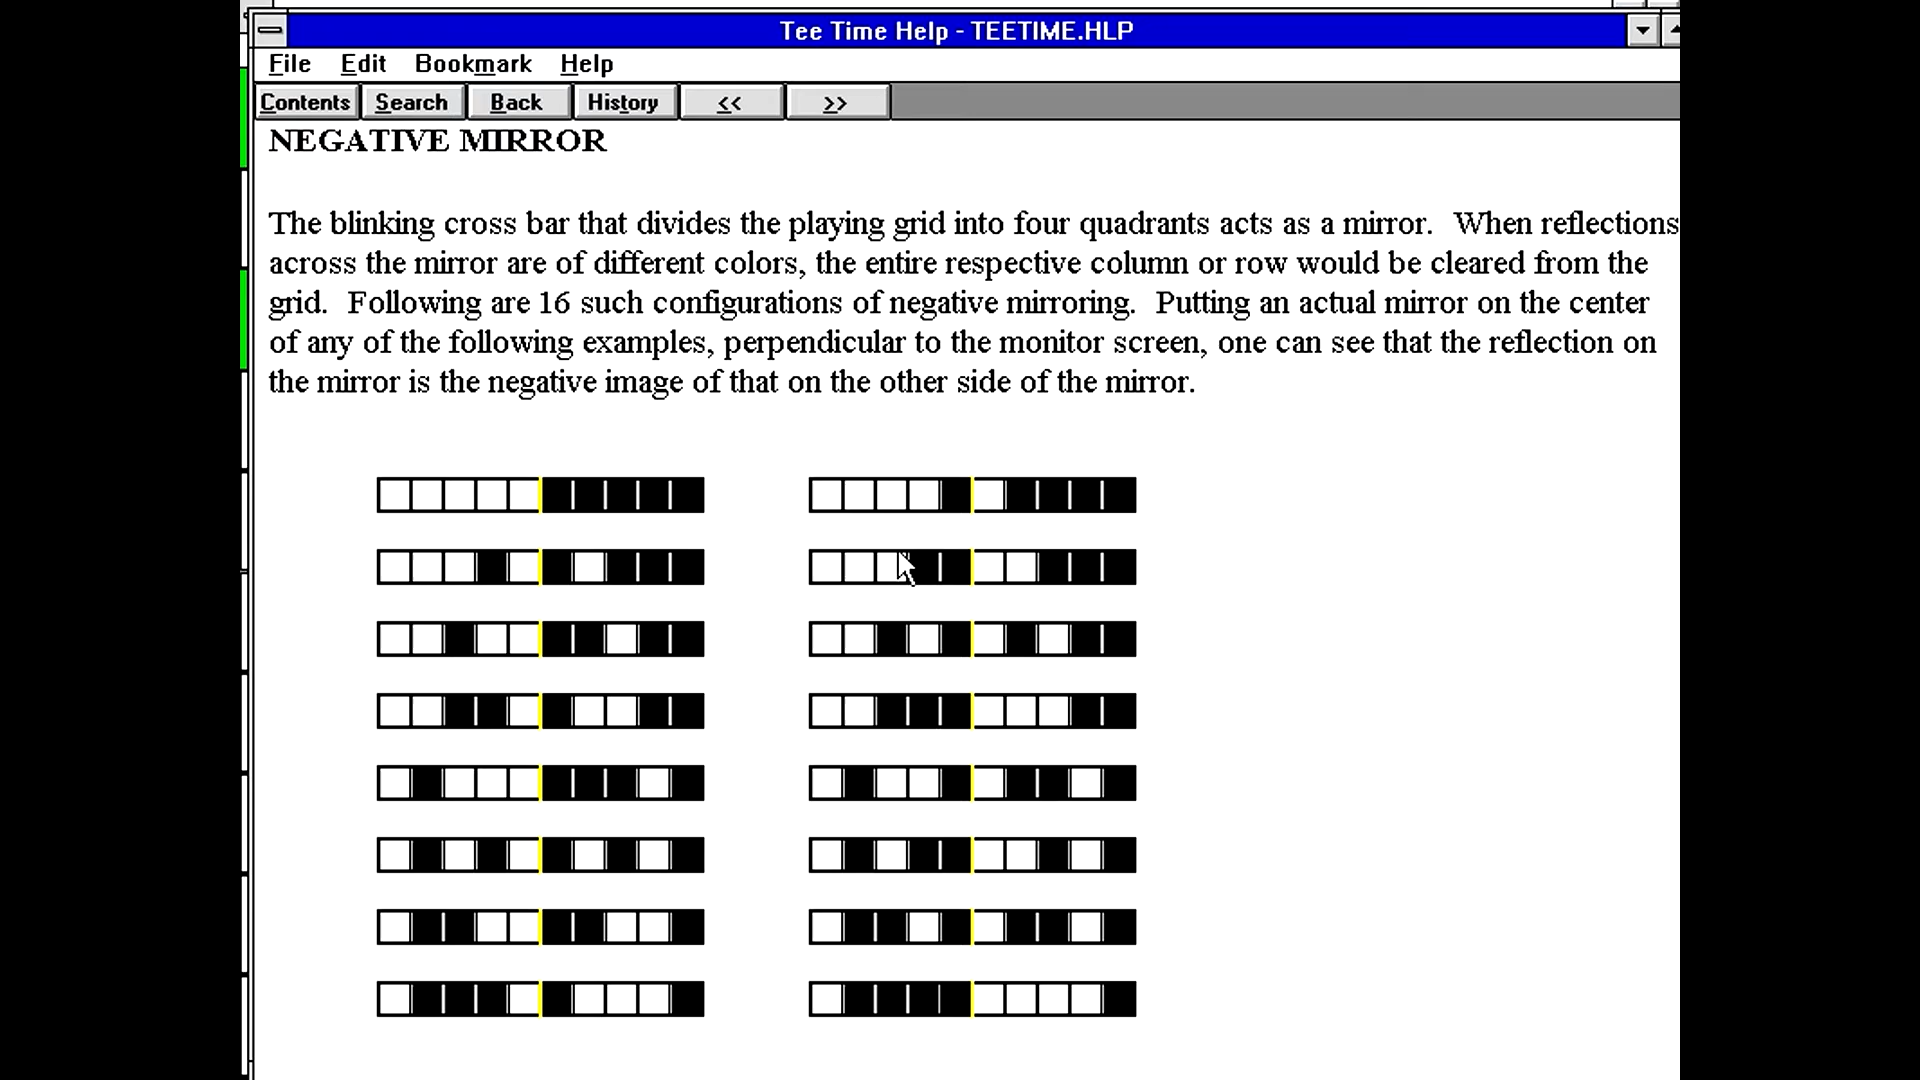 Tee Time Help - TEETIME.HLP
File Edit Bookmark Help
Contents Search Back History << >>
NEGATIVE MIRROR
The blinking cross bar that divides the playing grid into four quadrants acts as a mirror. When reflections
across the mirror are of different colors, the entire respective column or row would be cleared from the
grid. Following are 16 such configurations of negative mirroring. Putting an actual mirror on the center
of any of the following examples, perpendicular to the monitor screen, one can see that the reflection on
the mirror is the negative image of that on the other side of the mirror.